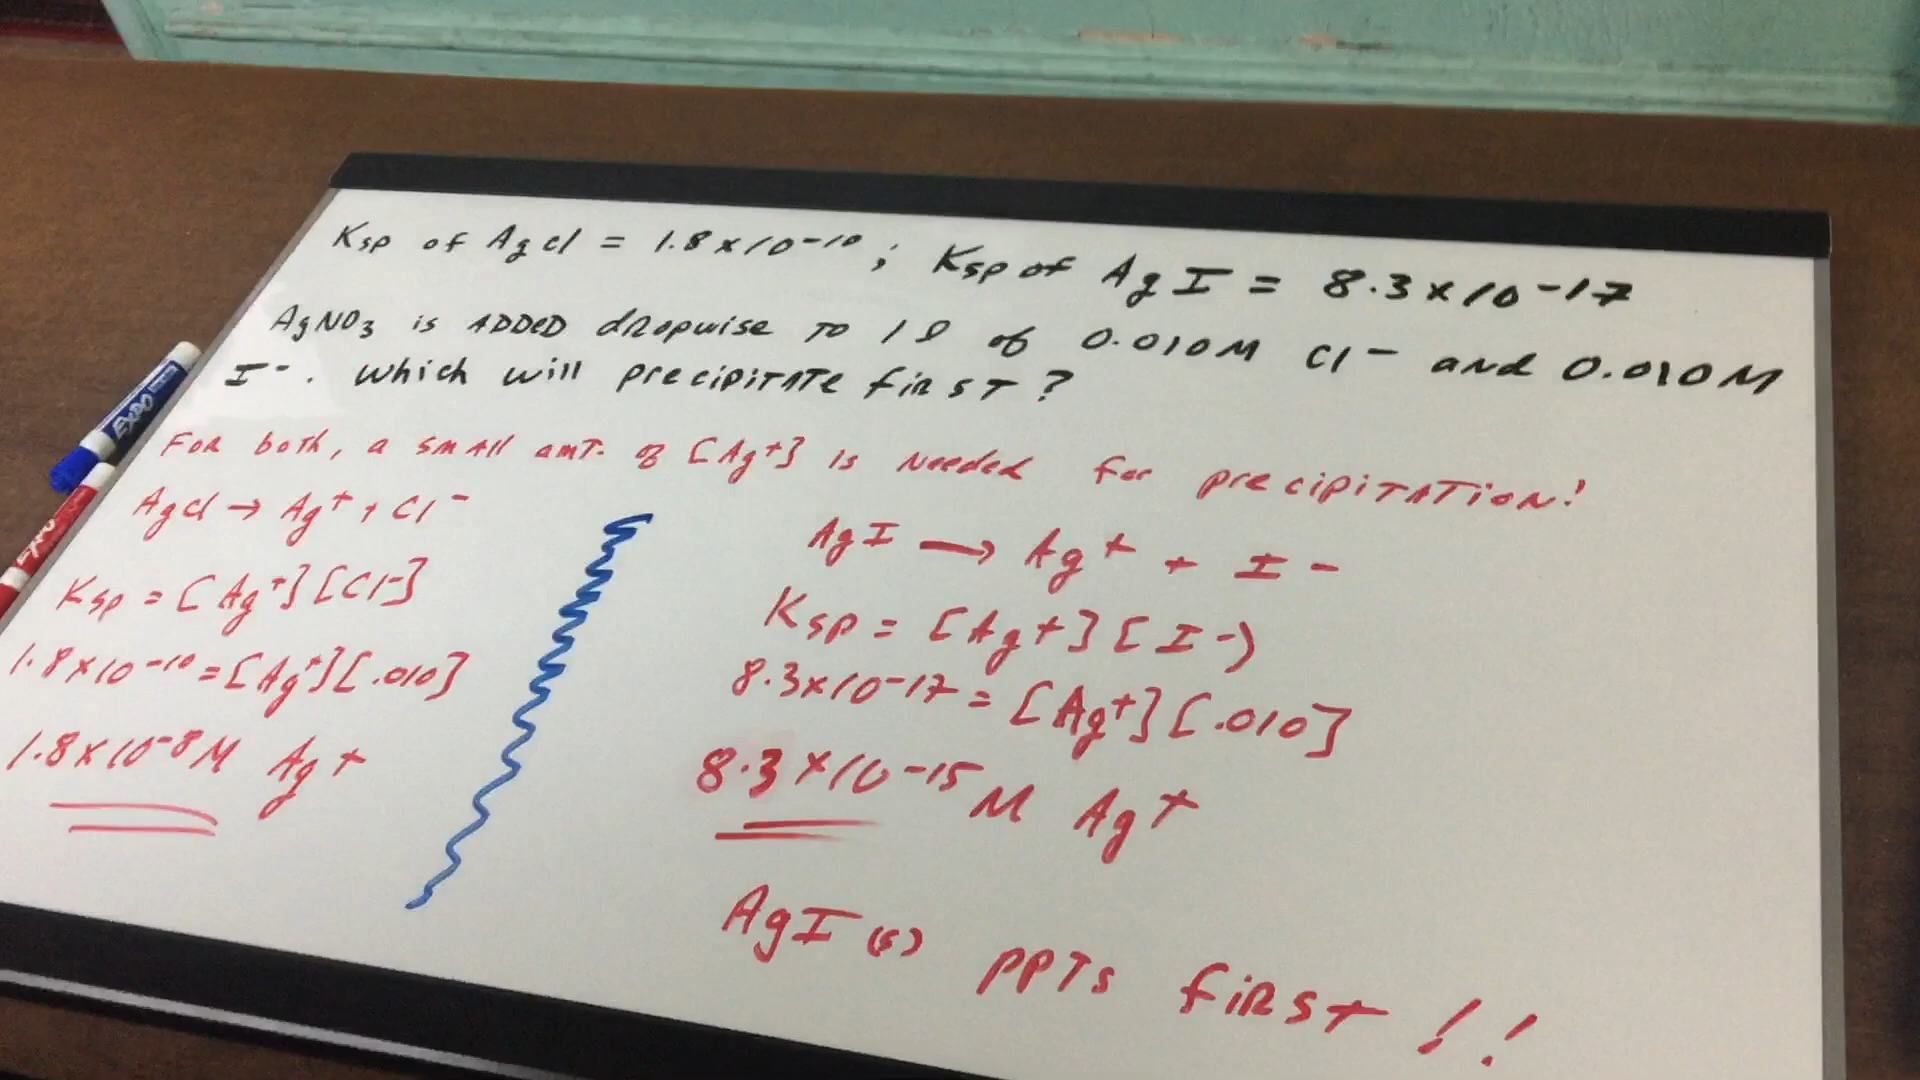 Ksp of AgCl = 1.8 x 10-10 ; Ksp of AgI = 8.3 x 10-17
AgNO3 is ADDED dropwise TO 1 l of 0.010M Cl- and 0.010M
I-. which will precipitate first?
For both, a small amt. of [Ag+] is needed for precipitation!
AgCl → Ag+ + Cl-
Ksp = [Ag+][Cl-]
1.8 x 10-10 = [Ag+][.010]
1.8 x 10-8 M Ag+
AgI → Ag+ + I-
Ksp = [Ag+][I-)
8.3 x 10-17 = [Ag+][.010]
8.3 x 10-15 M Ag+
AgI (s) PPTs first!!
EXPO